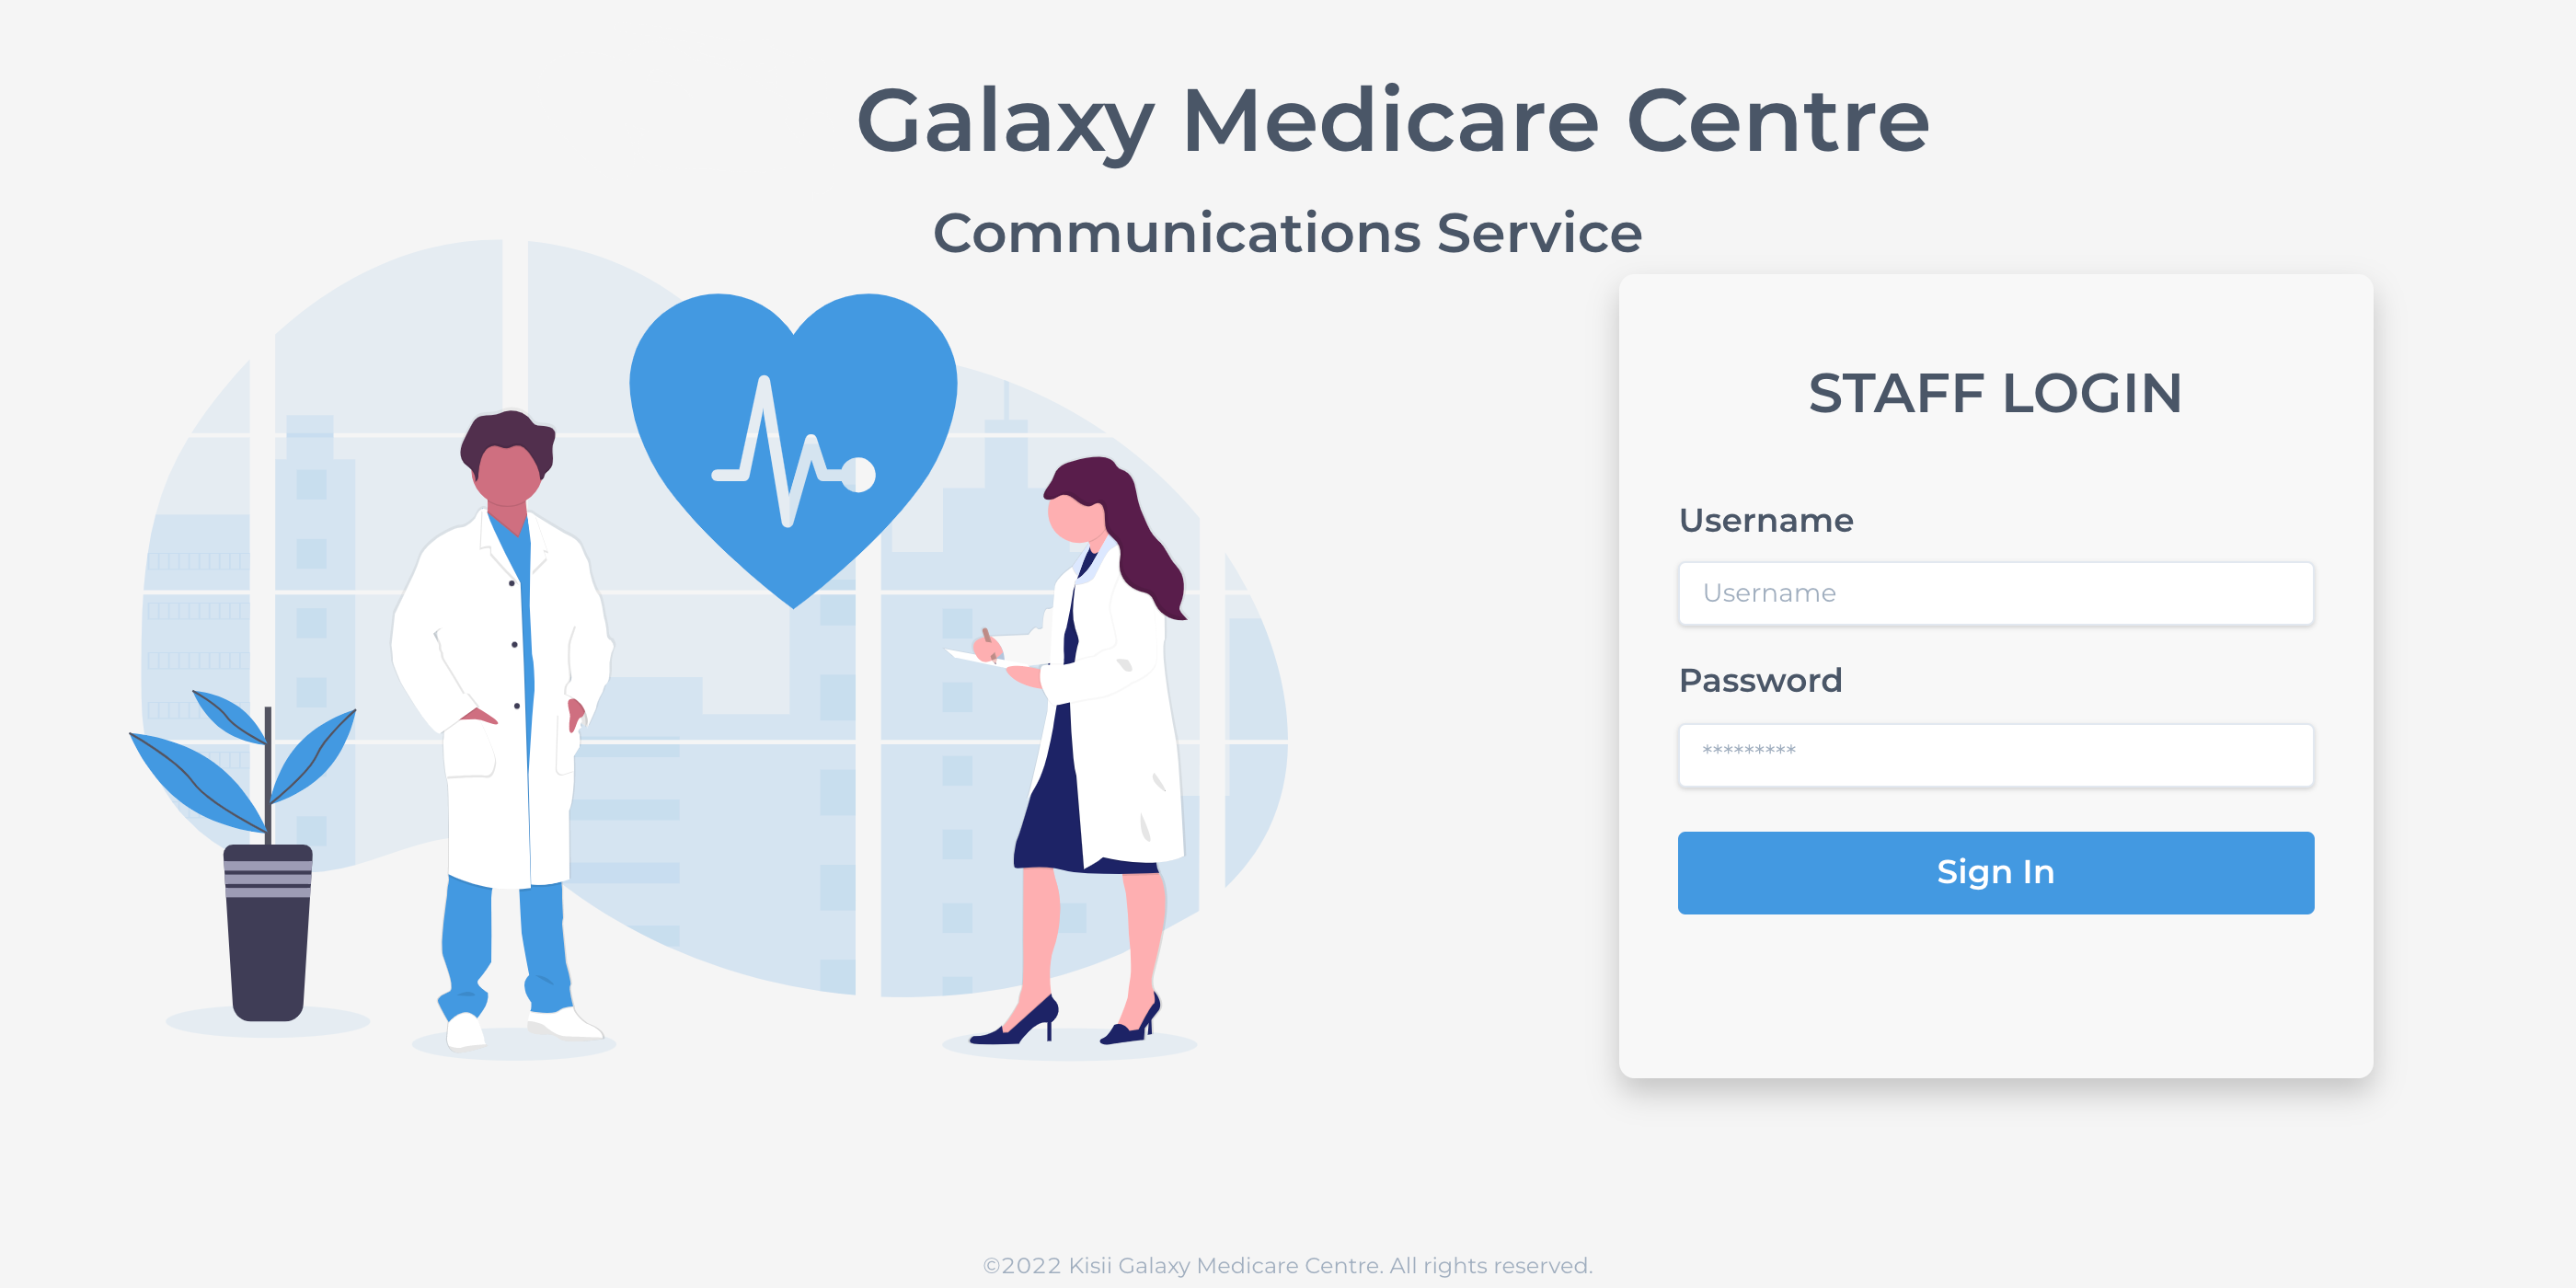 Galaxy Medicare Centre
Communications Service
STAFF LOGIN
Username
Username
Password
*********
Sign In
©2022 Kisii Galaxy Medicare Centre. All rights reserved.